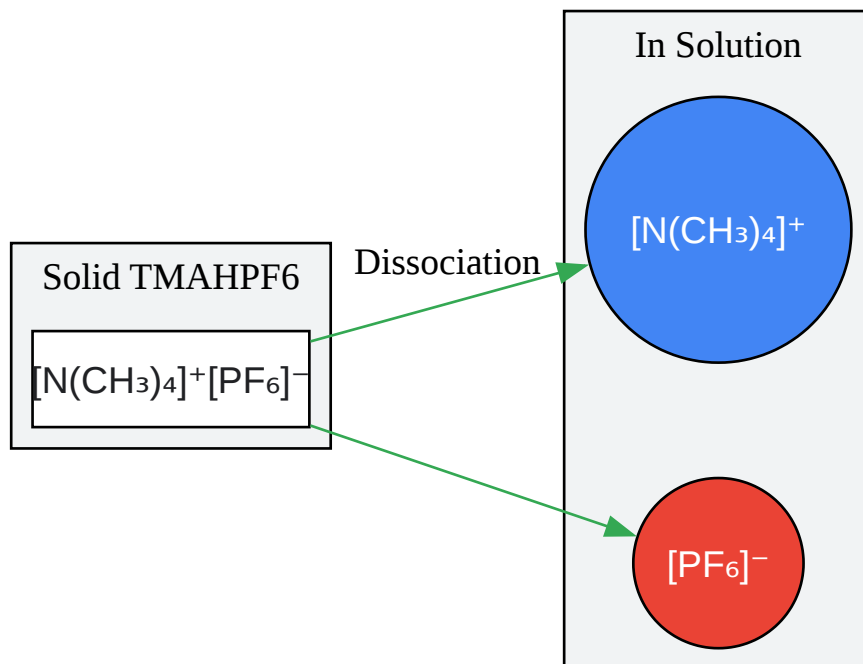 In Solution
[N(CH₃)₄]⁺
Dissociation
Solid TMAHPF6
[N(CH₃)₄]⁺[PF₆]⁻
[PF₆]⁻